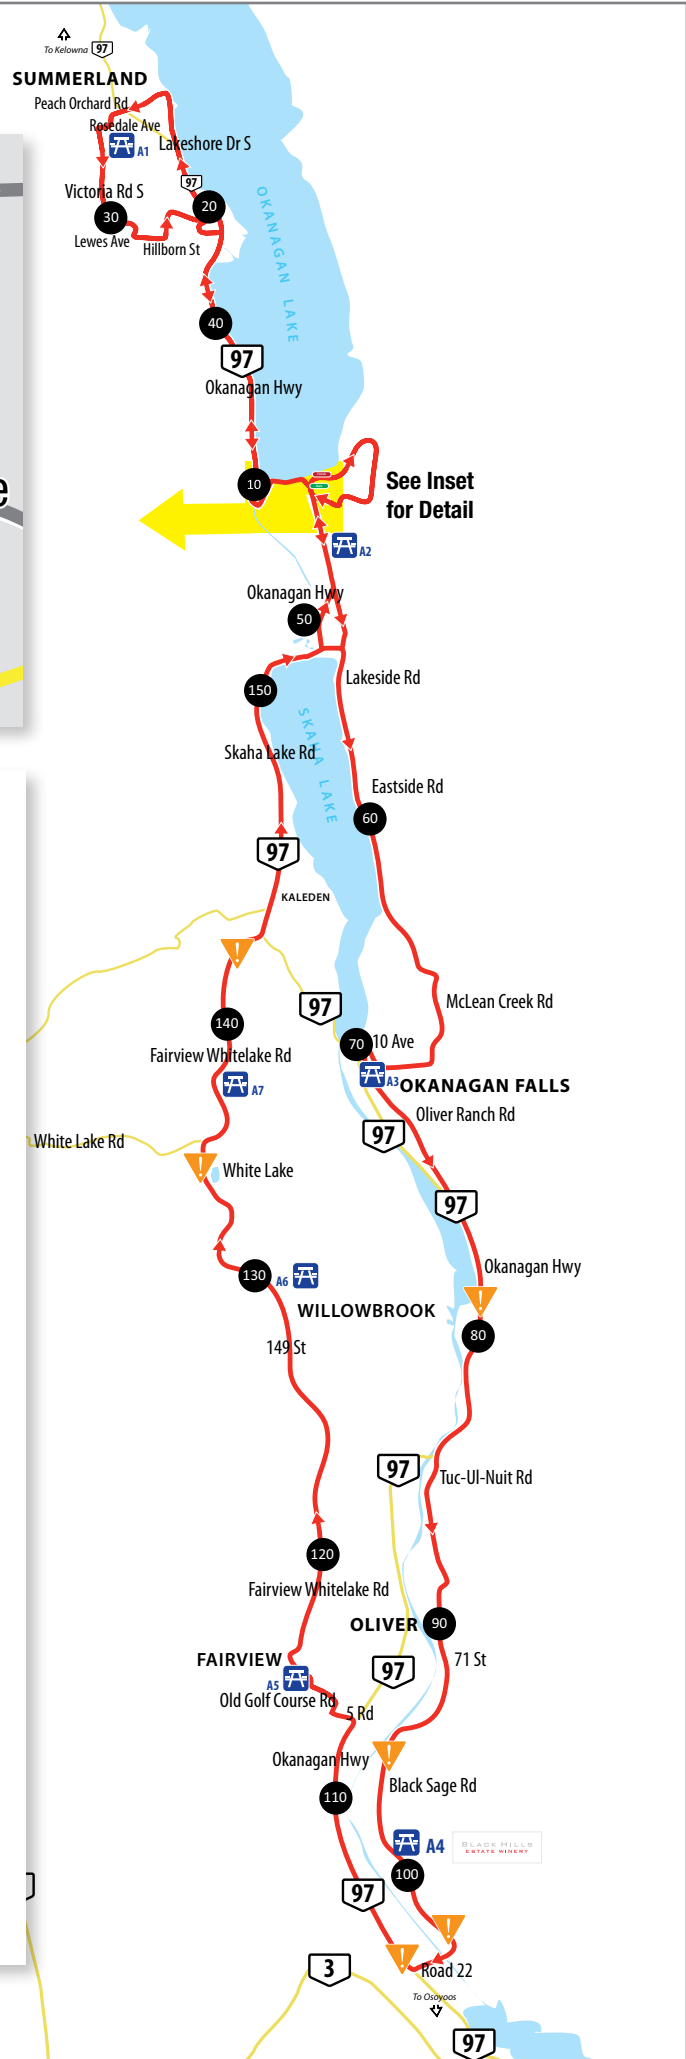 To Kelowna
97
SUMMERLAND
Peach Orchard Rd
Rosedale Ave
A1
Lakeshore Dr S
97
Victoria Rd S
20
30
Lewes Ave
Hillborn St
OKANAGAN LAKE
40
97
Okanagan Hwy
e
10
See Inset
for Detail
A2
Okanagan Hwy
50
Lakeside Rd
150
SKAHA LAKE
Skaha Lake Rd
Eastside Rd
60
97
KALEDEN
!
97
McLean Creek Rd
140
70
10 Ave
Fairview Whitelake Rd
A7
A3
OKANAGAN FALLS
Oliver Ranch Rd
97
White Lake Rd
!
White Lake
97
Okanagan Hwy
130
A6
!
WILLOWBROOK
80
149 St
97
Tuc-Ul-Nuit Rd
120
Fairview Whitelake Rd
OLIVER
90
FAIRVIEW
71 St
97
A5
Old Golf Course Rd
5 Rd
Okanagan Hwy
!
Black Sage Rd
110
A4
BLACK HILLS
ESTATE WINERY
100
97
!
!
Road 22
3
To Osoyoos
97